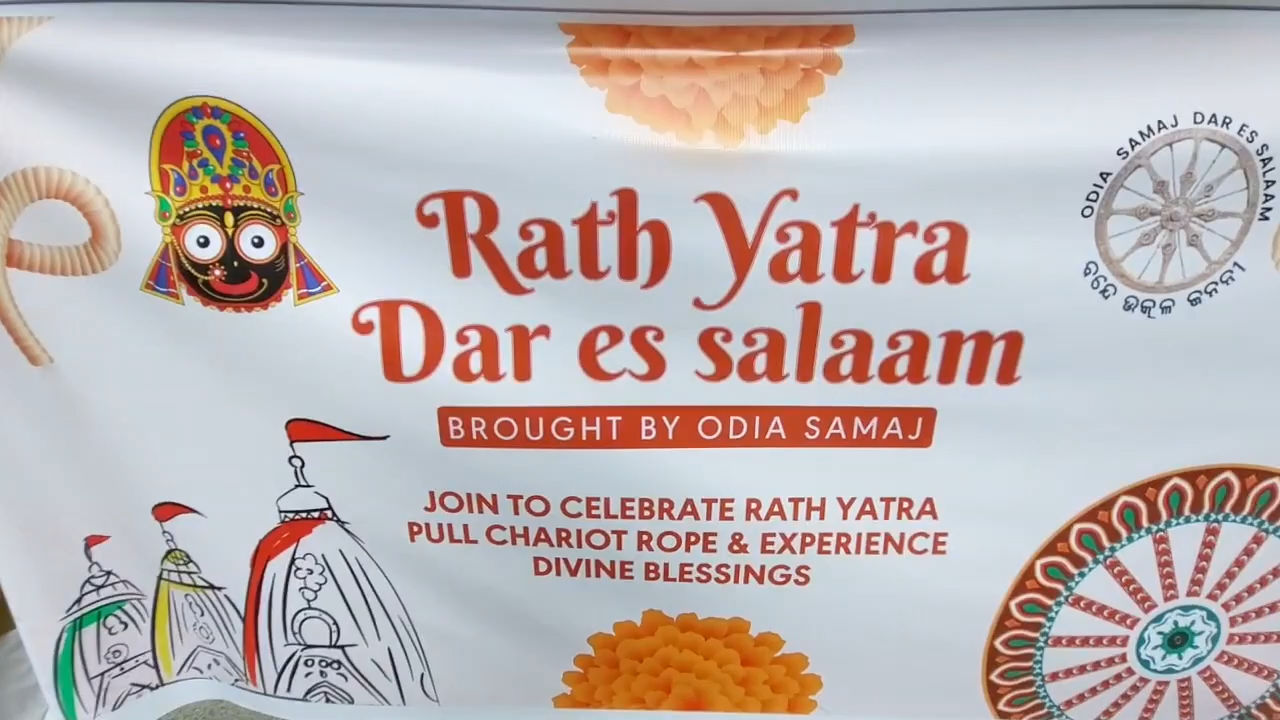 Rath Yatra
Dar es salaam
BROUGHT BY ODIA SAMAJ
JOIN TO CELEBRATE RATH YATRA
PULL CHARIOT ROPE & EXPERIENCE
DIVINE BLESSINGS
ODIA SAMAJ DAR ES SALAAM
ବନ୍ଦେ ଉତ୍କଳ ଜନନୀ